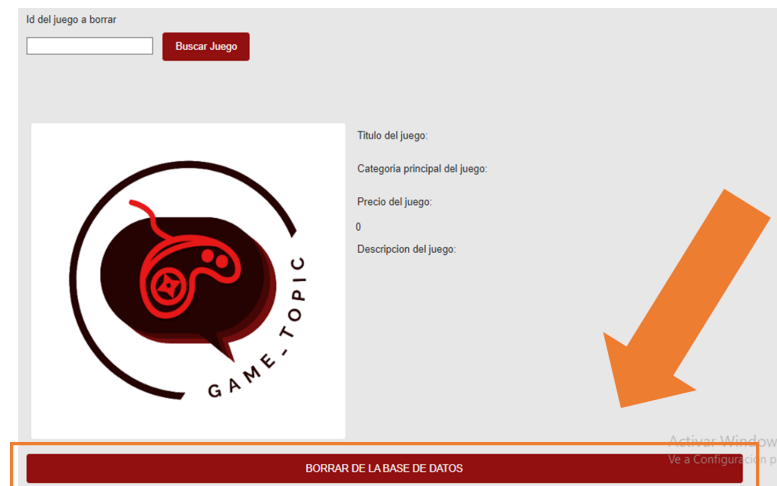 Id del juego a borrar
Buscar Juego
Titulo del juego:
Categoria principal del juego:
Precio del juego:
0
Descripcion del juego:
GAME_TOPIC
Activar Window
Ve a Configuración p
BORRAR DE LA BASE DE DATOS